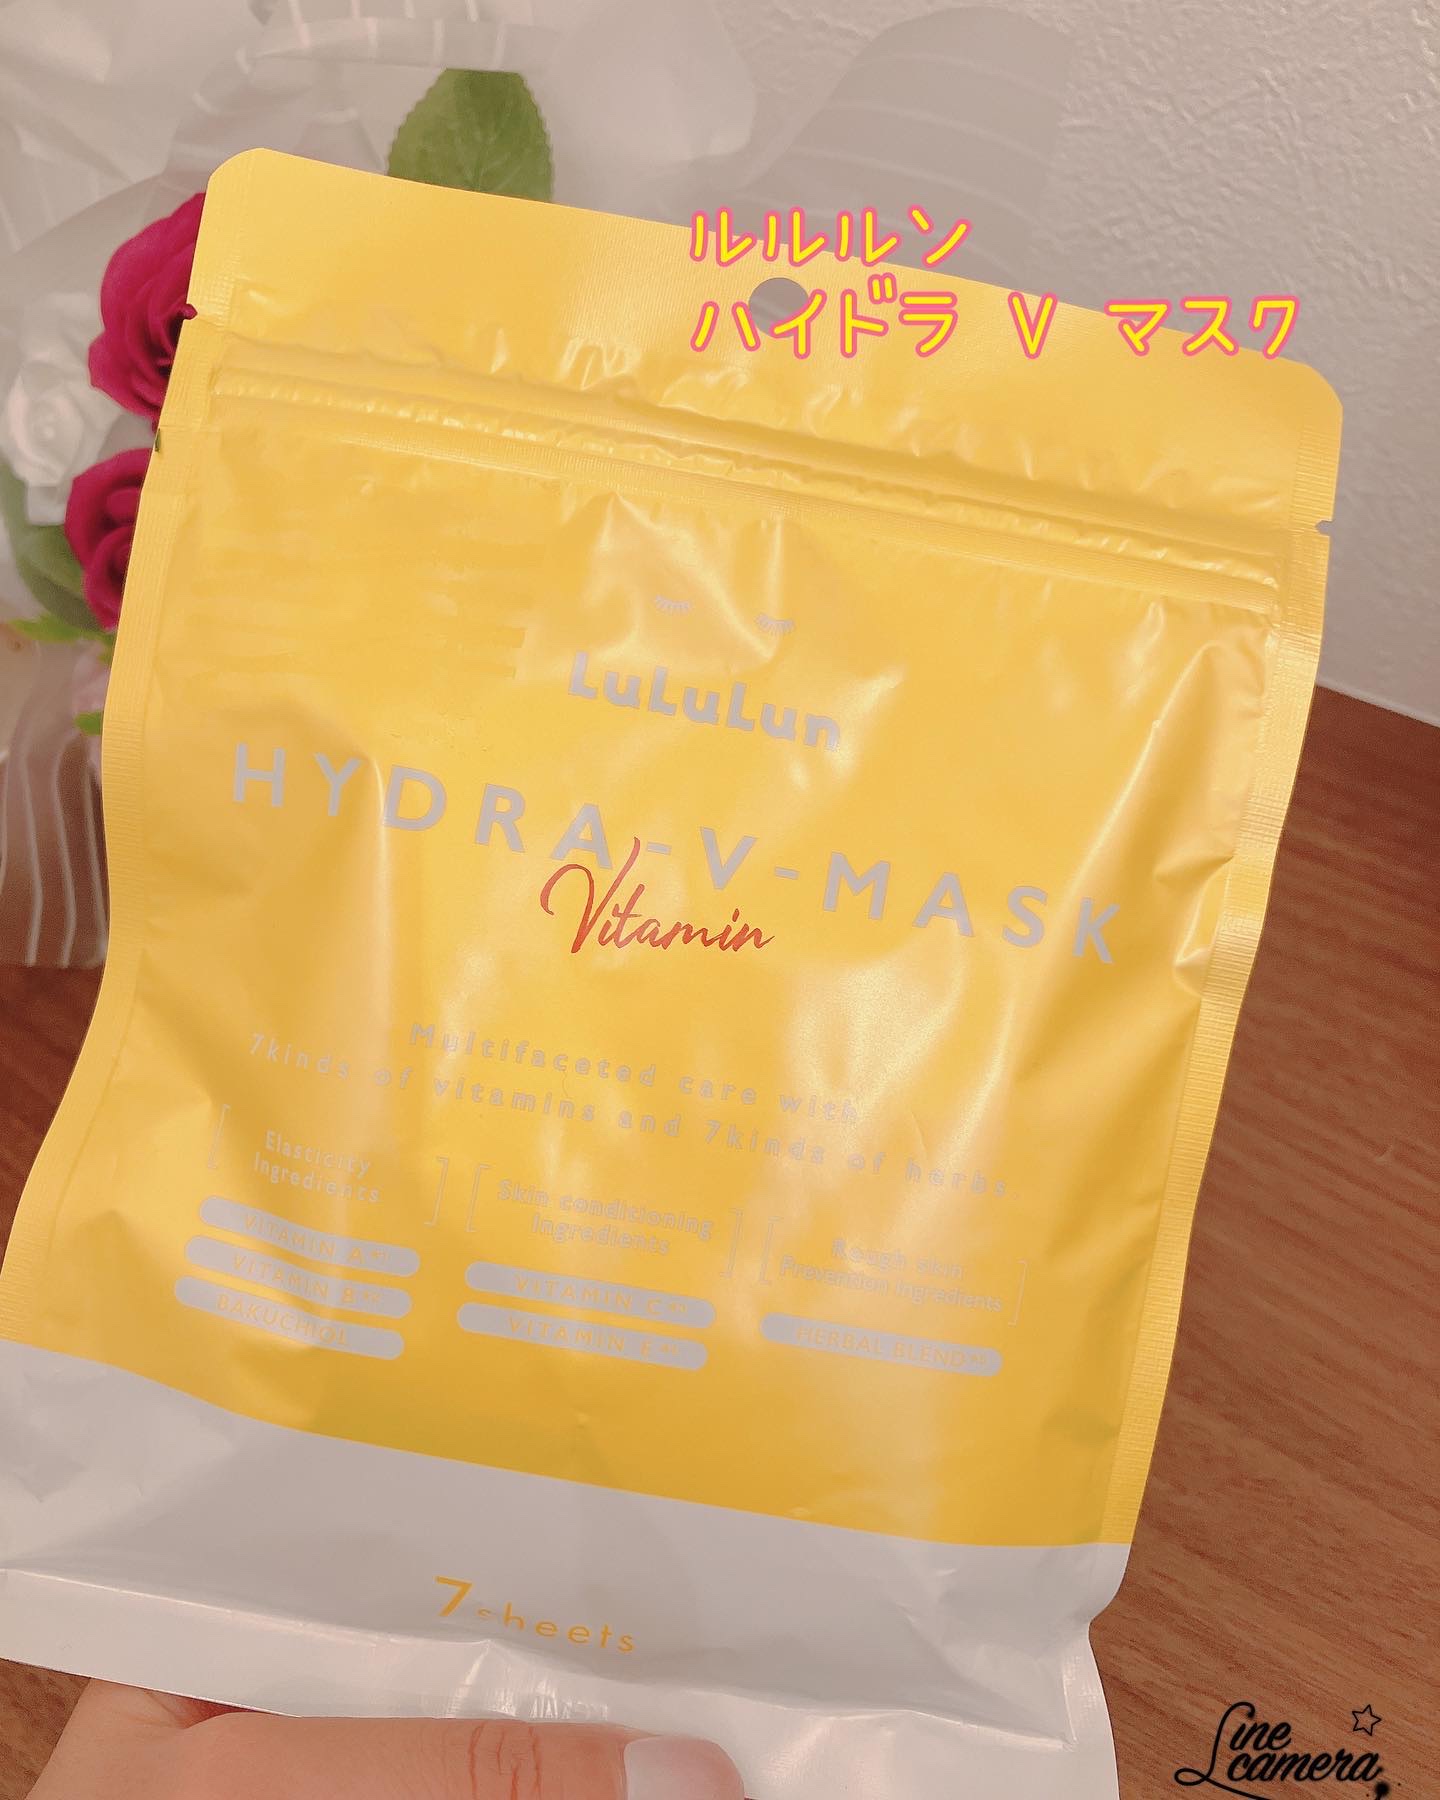 ルルルン
ハイドラ V マスク
LuLuLun
HYDRA-V-MASK
Vitamin
Multifaceted care with
7kinds of vitamins and 7kinds of herbs.
Elasticity
Ingredients
VITAMIN A
VITAMIN B
BAKUCHIOL
Skin conditioning
Ingredients
VITAMIN C
VITAMIN E
Rough skin
Prevention Ingredients
HERBAL BLEND
7 sheets
Line
camera